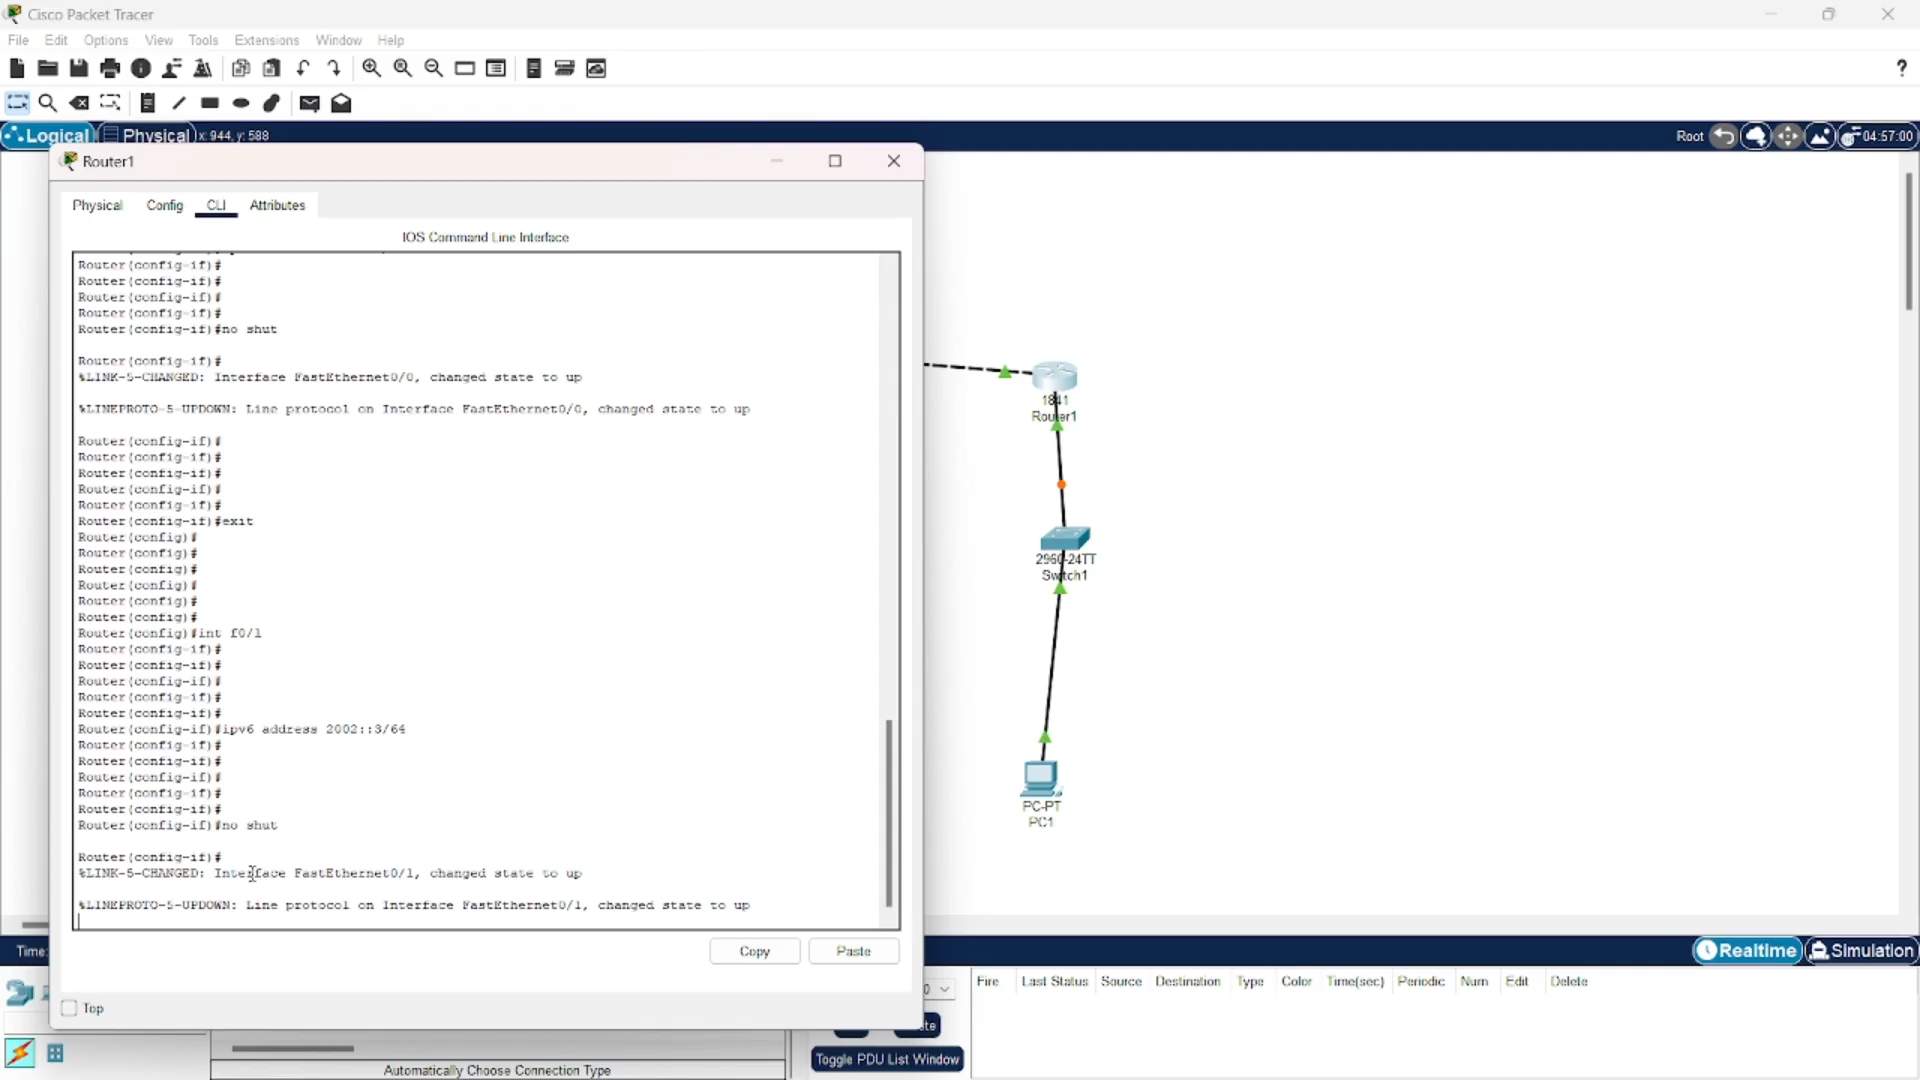 Cisco Packet Tracer
File Edit Options View Tools Extensions Window Help
Logical Physical x: 944, y: 588 Root 04:57:00
Router1
Physical Config CLI Attributes
IOS Command Line Interface
Router(config-if)#
Router(config-if)#
Router(config-if)#
Router(config-if)#
Router(config-if)#no shut
Router(config-if)#
%LINK-5-CHANGED: Interface FastEthernet0/0, changed state to up
%LINEPROTO-5-UPDOWN: Line protocol on Interface FastEthernet0/0, changed state to up
Router(config-if)#
Router(config-if)#
Router(config-if)#
Router(config-if)#
Router(config-if)#
Router(config-if)#exit
Router(config)#
Router(config)#
Router(config)#
Router(config)#
Router(config)#
Router(config)#
Router(config)#int f0/1
Router(config-if)#
Router(config-if)#
Router(config-if)#
Router(config-if)#
Router(config-if)#
Router(config-if)#ipv6 address 2002::3/64
Router(config-if)#
Router(config-if)#
Router(config-if)#
Router(config-if)#
Router(config-if)#
Router(config-if)#no shut
Router(config-if)#
%LINK-5-CHANGED: Interface FastEthernet0/1, changed state to up
%LINEPROTO-5-UPDOWN: Line protocol on Interface FastEthernet0/1, changed state to up
Copy Paste
Top
1841
Router1
2960-24TT
Switch1
PC-PT
PC1
Time:
Realtime Simulation
Fire Last Status Source Destination Type Color Time(sec) Periodic Num Edit Delete
Toggle PDU List Window
Automatically Choose Connection Type